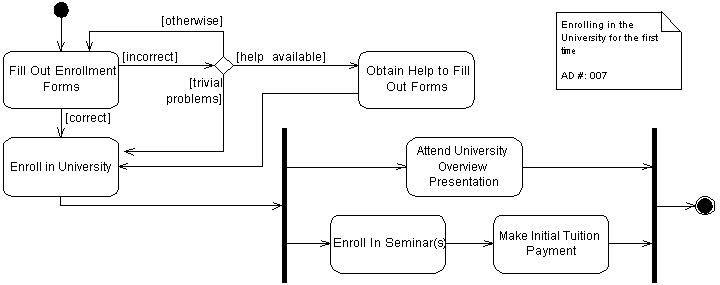 [otherwise]
Enrolling in the
University for the first
time
AD #: 007
Fill Out Enrollment
Forms
[incorrect]
[help available]
[trivial
problems]
Obtain Help to Fill
Out Forms
[correct]
Enroll in University
Attend University
Overview
Presentation
Enroll In Seminar(s)
Make Initial Tuition
Payment